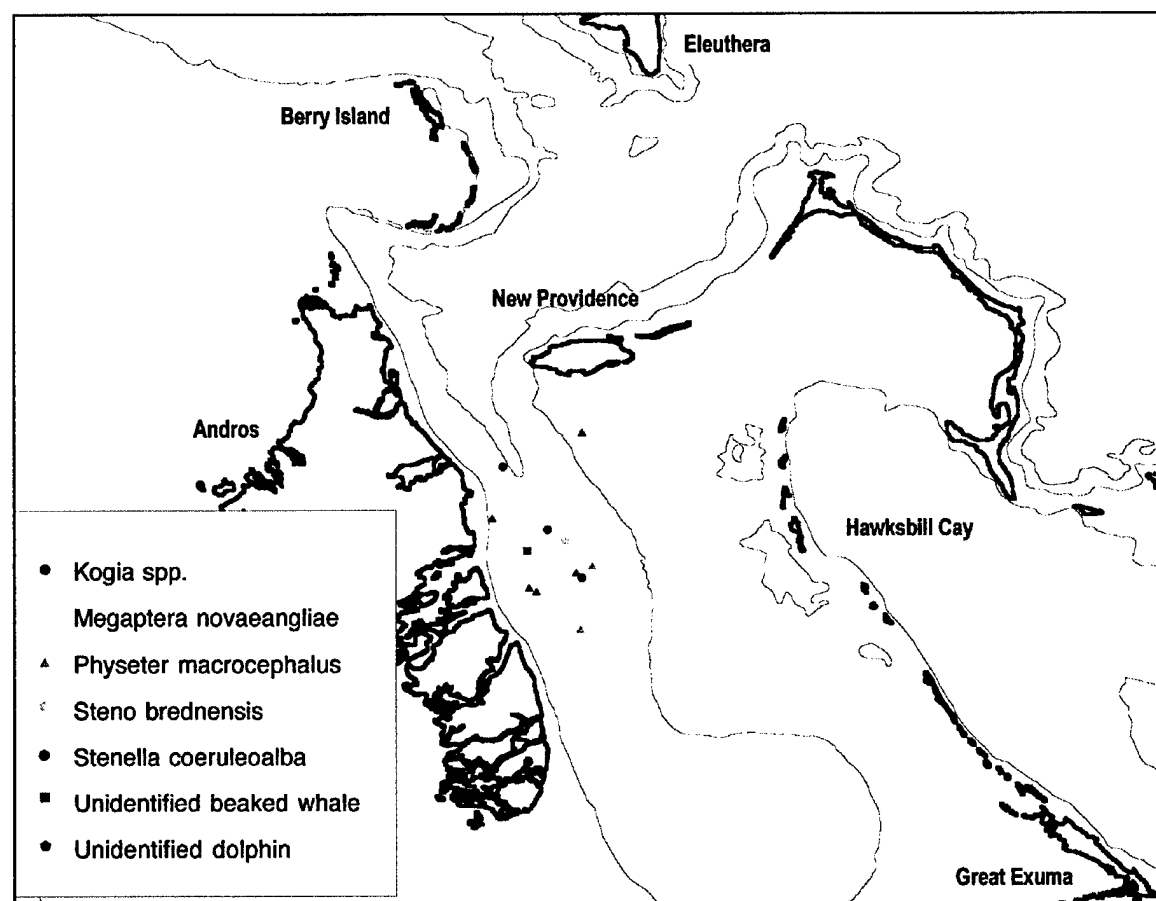 Eleuthera
Berry Island
New Providence
Andros
Hawksbill Cay
Kogia spp.
Megaptera novaeangliae
Physeter macrocephalus
Steno brednensis
Stenella coeruleoalba
Unidentified beaked whale
Unidentified dolphin
Great Exuma